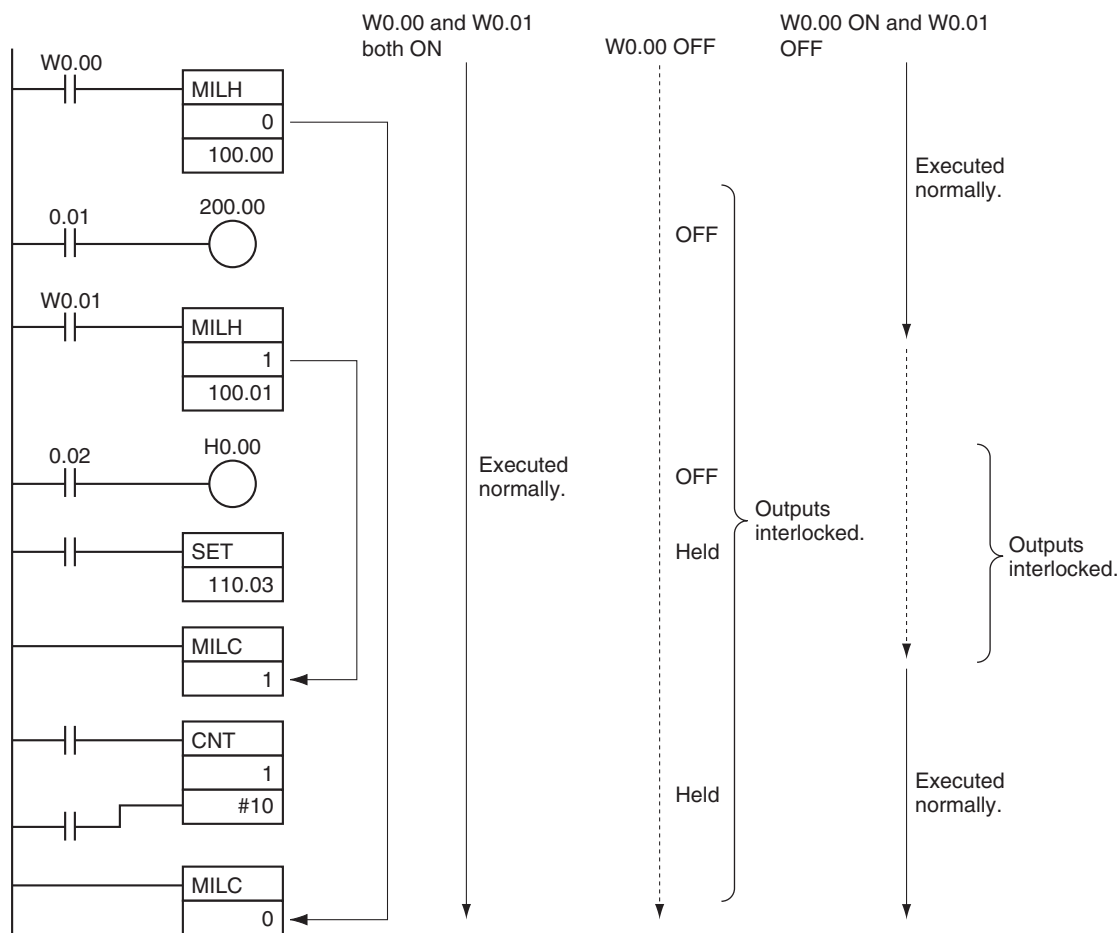 W0.00 and W0.01
both ON
W0.00 OFF
W0.00 ON and W0.01
OFF
W0.00
MILH
0
100.00
0.01
200.00
W0.01
MILH
1
100.01
0.02
H0.00
SET
110.03
MILC
1
CNT
1
#10
MILC
0
Executed
normally.
OFF
OFF
Held
Held
Outputs
interlocked.
Executed
normally.
Outputs
interlocked.
Executed
normally.